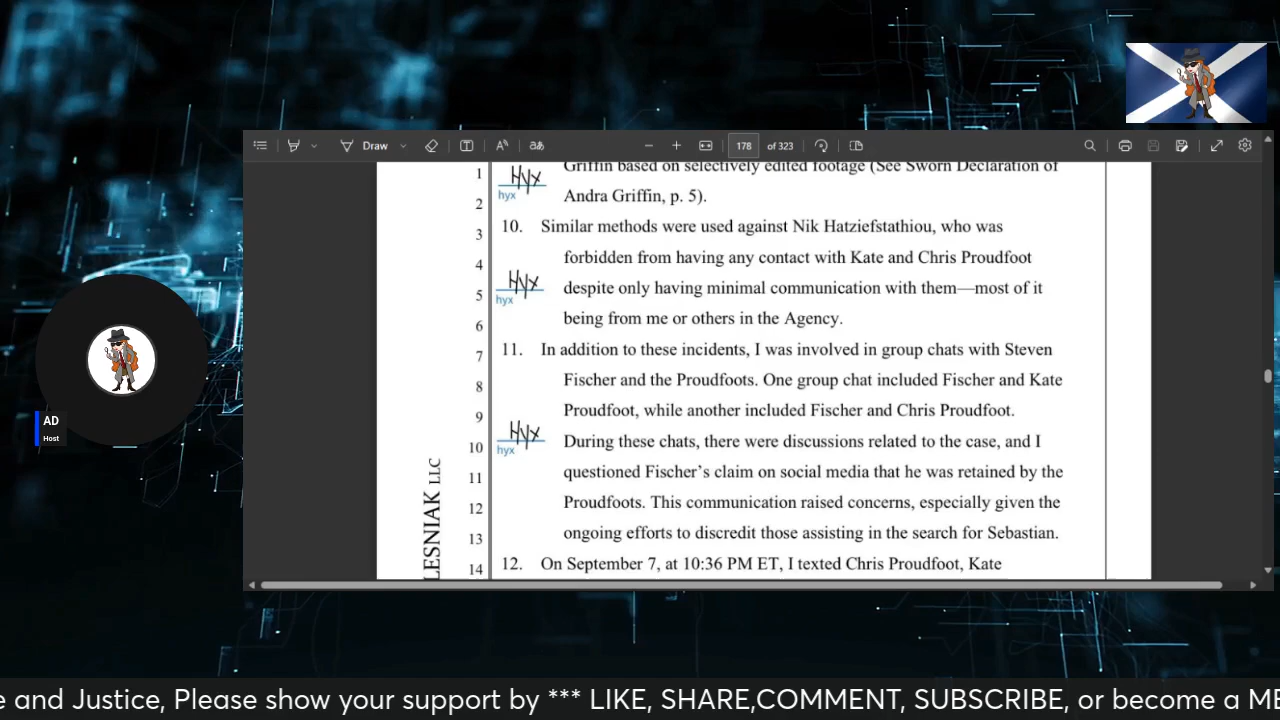 Draw
178
of 323
1
Griffin based on selectively edited footage (See Sworn Declaration of
Hyx
hyx
2
Andra Griffin, p. 5).
3
10. Similar methods were used against Nik Hatziefstathiou, who was
4
forbidden from having any contact with Kate and Chris Proudfoot
Hyx
hyx
5
despite only having minimal communication with them—most of it
6
being from me or others in the Agency.
7
11. In addition to these incidents, I was involved in group chats with Steven
8
Fischer and the Proudfoots. One group chat included Fischer and Kate
9
Proudfoot, while another included Fischer and Chris Proudfoot.
Hyx
hyx
10
During these chats, there were discussions related to the case, and I
11
questioned Fischer's claim on social media that he was retained by the
12
Proudfoots. This communication raised concerns, especially given the
13
ongoing efforts to discredit those assisting in the search for Sebastian.
14
12. On September 7, at 10:36 PM ET, I texted Chris Proudfoot, Kate
LESNIAK LLC
AD
Host
e and Justice, Please show your support by *** LIKE, SHARE,COMMENT, SUBSCRIBE, or become a ME